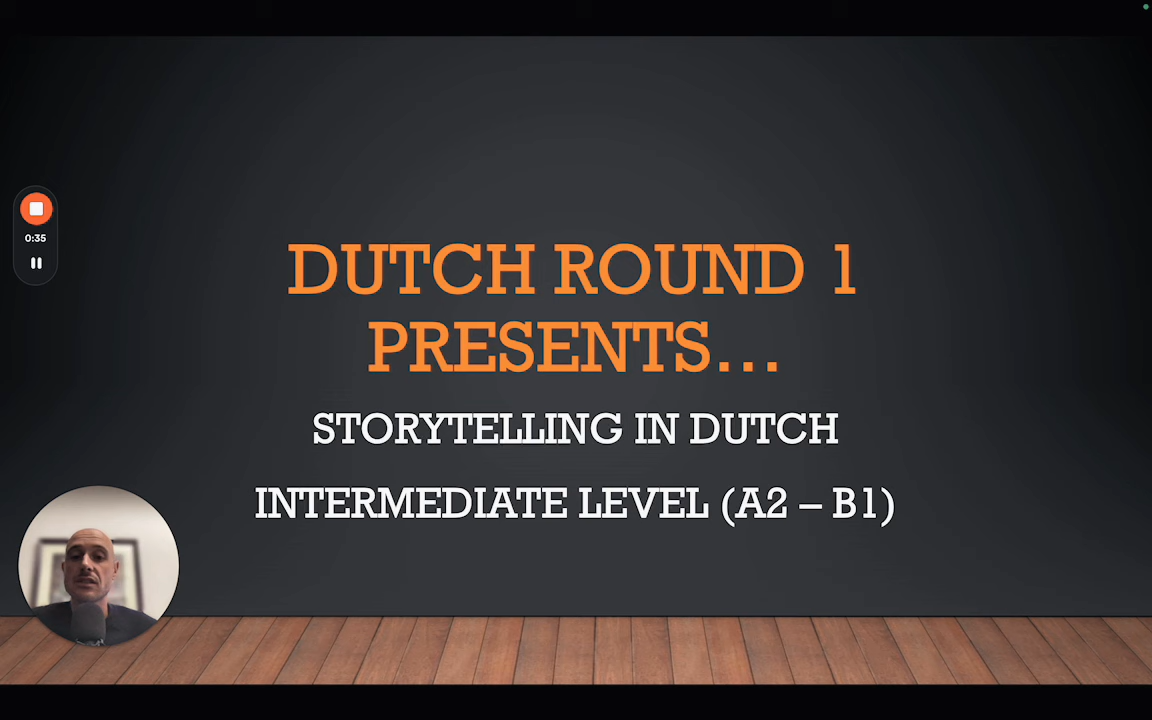 0:35
DUTCH ROUND 1
PRESENTS...
STORYTELLING IN DUTCH
INTERMEDIATE LEVEL (A2 – B1)